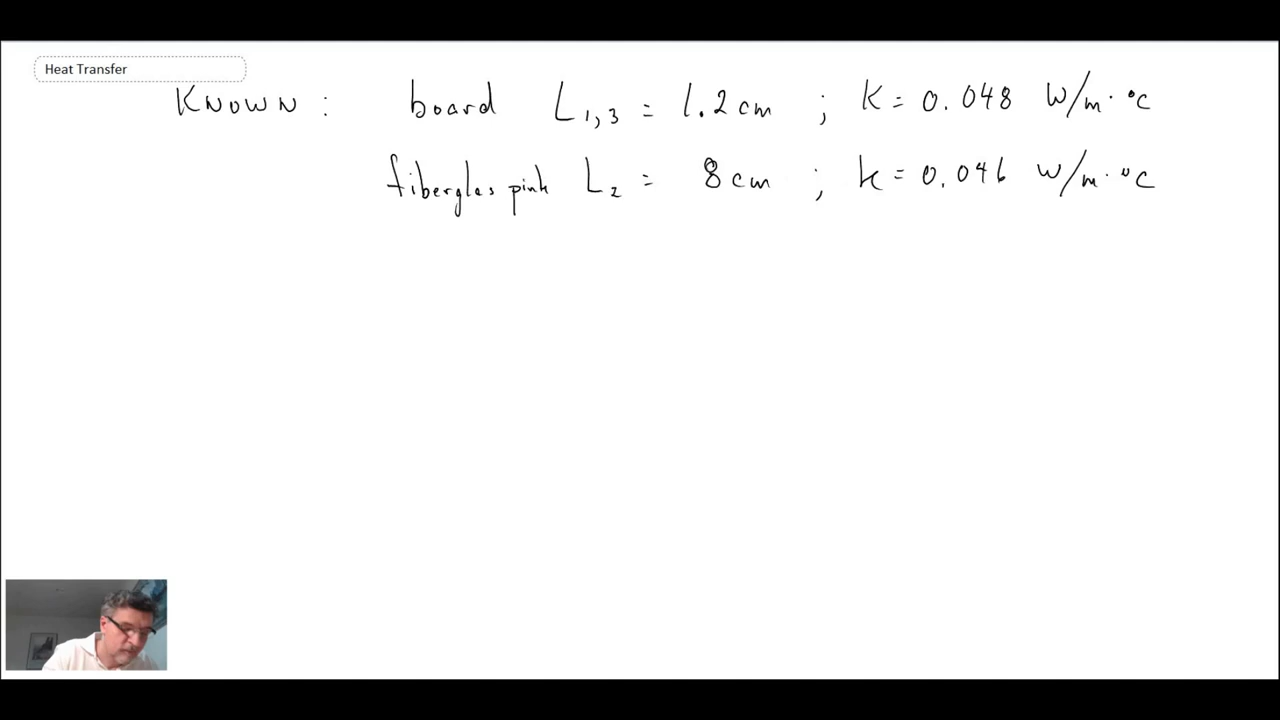 Heat Transfer
KNOWN : board L1,3 = 1.2 cm ; K = 0.048 W/m·°C
fiberglas pink L2 = 8 cm ; k = 0.046 W/m·°C